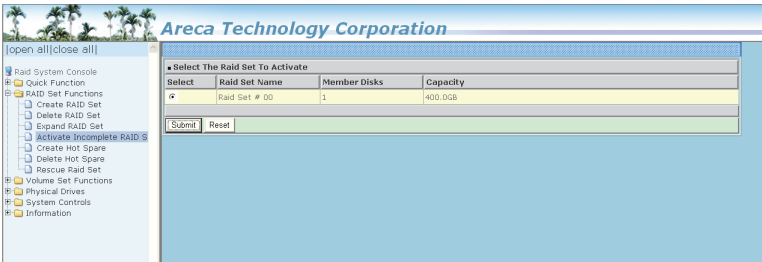 Areca Technology Corporation
|open all|close all|
Raid System Console
Quick Function
RAID Set Functions
Create RAID Set
Delete RAID Set
Expand RAID Set
Activate Incomplete RAID S
Create Hot Spare
Delete Hot Spare
Rescue Raid Set
Volume Set Functions
Physical Drives
System Controls
Information
Select The Raid Set To Activate
Select Raid Set Name Member Disks Capacity
Raid Set # 00 1 400.0GB
Submit Reset